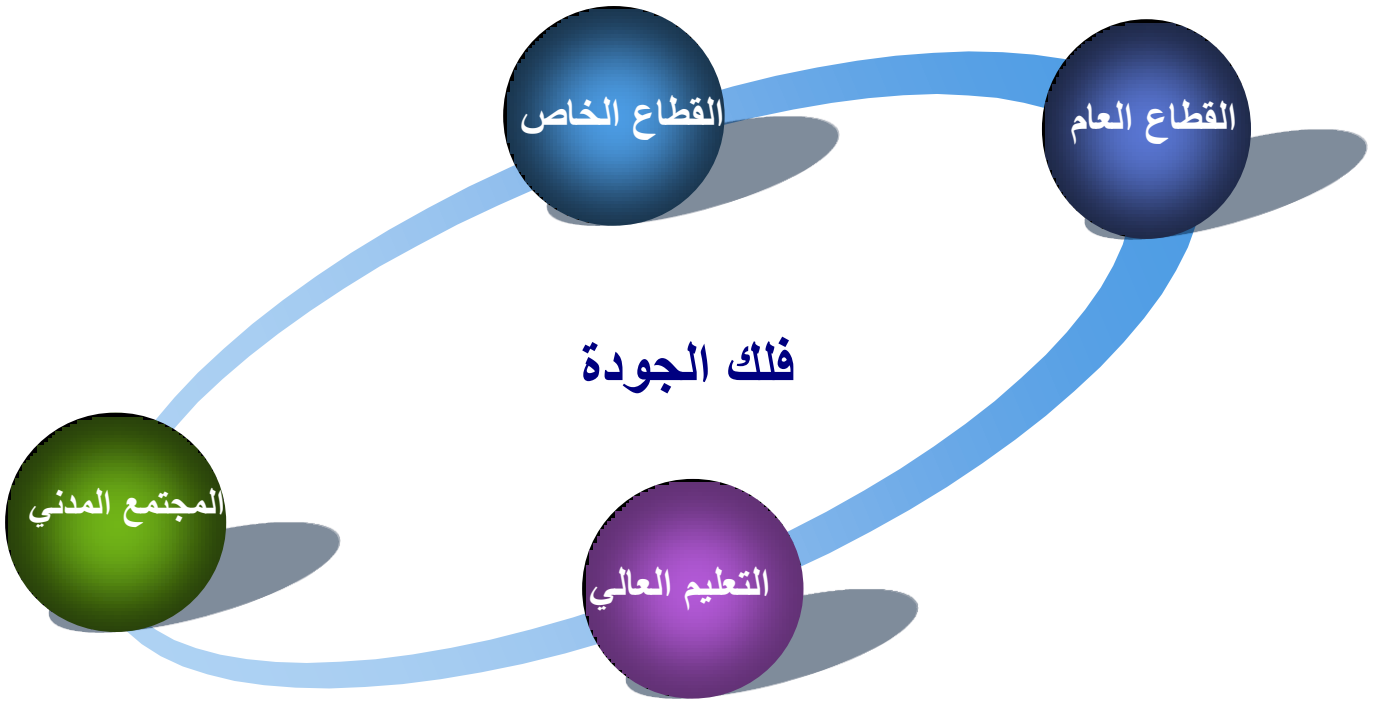 القطاع العام
القطاع الخاص
فلك الجودة
التعليم العالي
المجتمع المدني